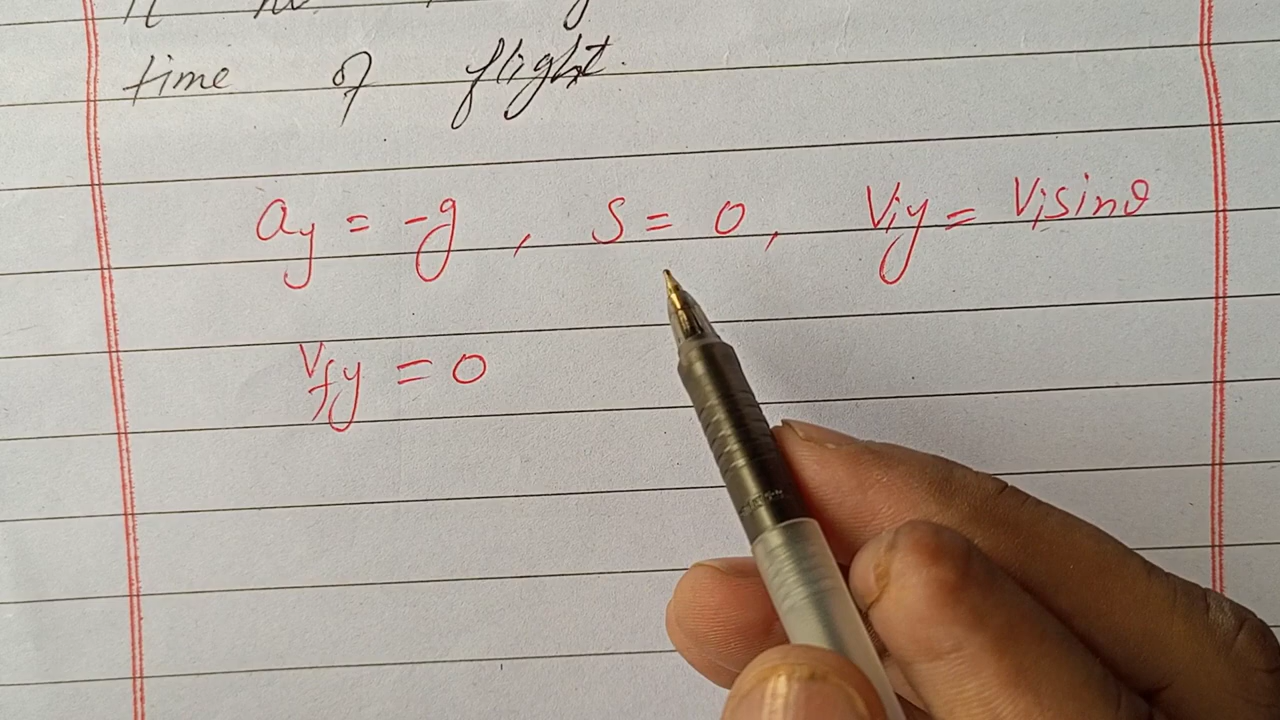 time of flight.
ay = -g, S = 0, Viy = Visinθ
Vfy = 0